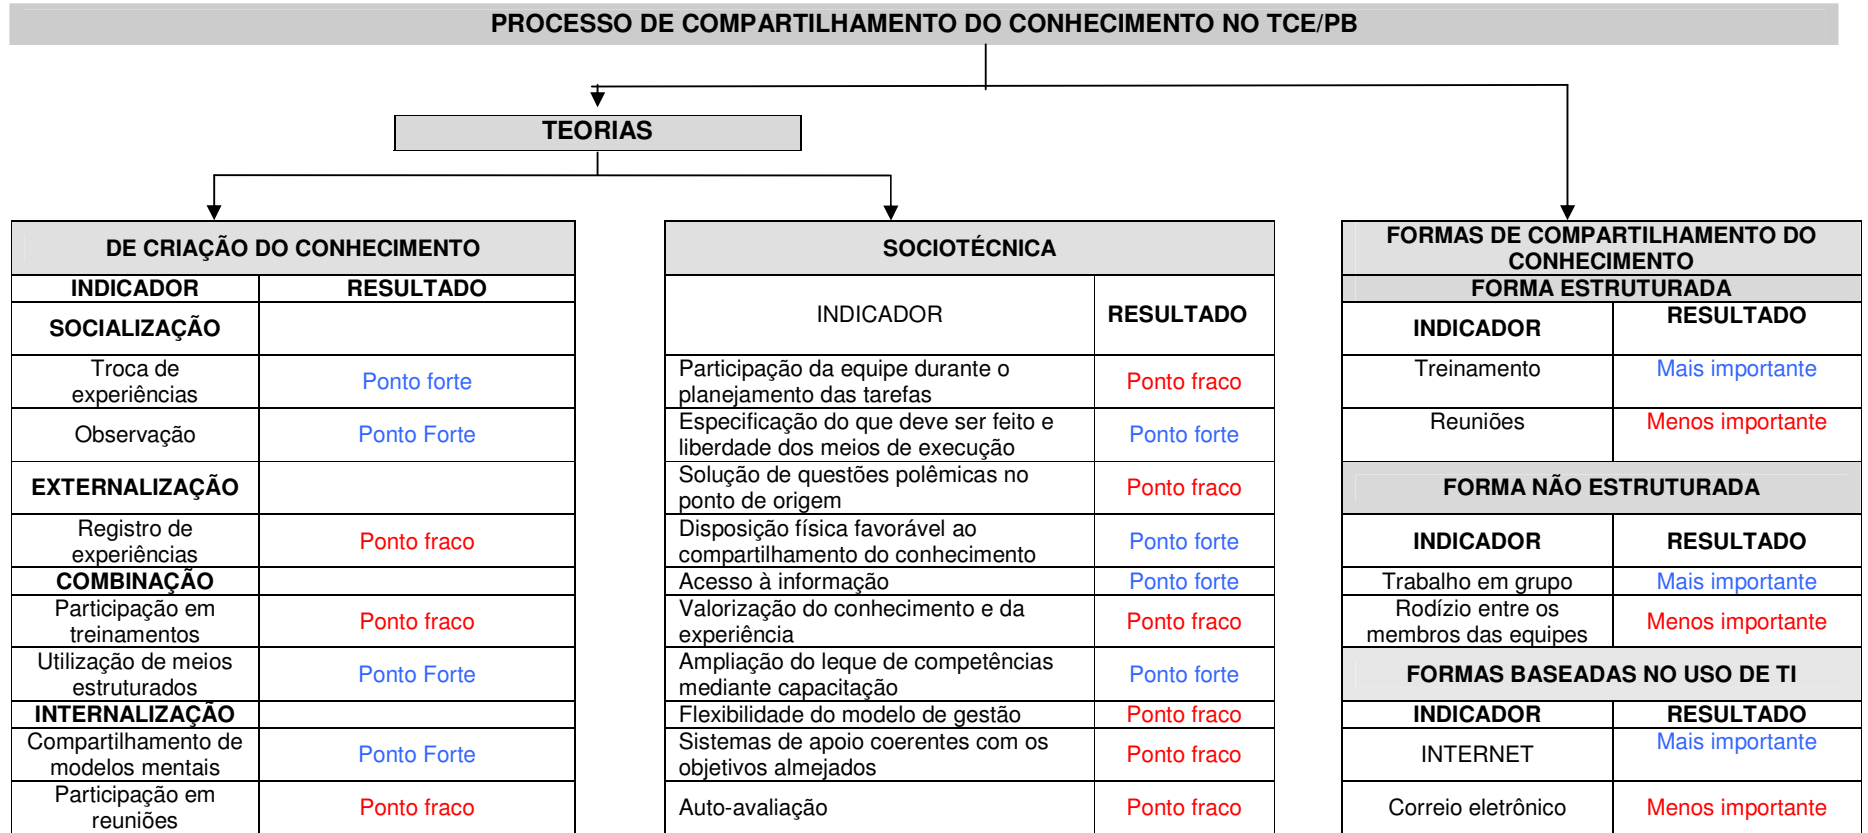 PROCESSO DE COMPARTILHAMENTO DO CONHECIMENTO NO TCE/PB
TEORIAS
DE CRIAÇÃO DO CONHECIMENTO
INDICADOR RESULTADO
SOCIALIZAÇÃO
Troca de
experiências
Ponto forte
Observação Ponto Forte
EXTERNALIZAÇÃO
Registro de
experiências
Ponto fraco
COMBINAÇÃO
Participação em
treinamentos
Ponto fraco
Utilização de meios
estruturados
Ponto Forte
INTERNALIZAÇÃO
Compartilhamento de
modelos mentais
Ponto Forte
Participação em
reuniões
Ponto fraco
SOCIOTÉCNICA
INDICADOR RESULTADO
Participação da equipe durante o
planejamento das tarefas
Ponto fraco
Especificação do que deve ser feito e
liberdade dos meios de execução
Ponto forte
Solução de questões polêmicas no
ponto de origem
Ponto fraco
Disposição física favorável ao
compartilhamento do conhecimento
Ponto forte
Acesso à informação Ponto forte
Valorização do conhecimento e da
experiência
Ponto fraco
Ampliação do leque de competências
mediante capacitação
Ponto forte
Flexibilidade do modelo de gestão Ponto fraco
Sistemas de apoio coerentes com os
objetivos almejados
Ponto fraco
Auto-avaliação Ponto fraco
FORMAS DE COMPARTILHAMENTO DO
CONHECIMENTO
FORMA ESTRUTURADA
INDICADOR RESULTADO
Treinamento Mais importante
Reuniões Menos importante
FORMA NÃO ESTRUTURADA
INDICADOR RESULTADO
Trabalho em grupo Mais importante
Rodízio entre os
membros das equipes
Menos importante
FORMAS BASEADAS NO USO DE TI
INDICADOR RESULTADO
INTERNET Mais importante
Correio eletrônico Menos importante